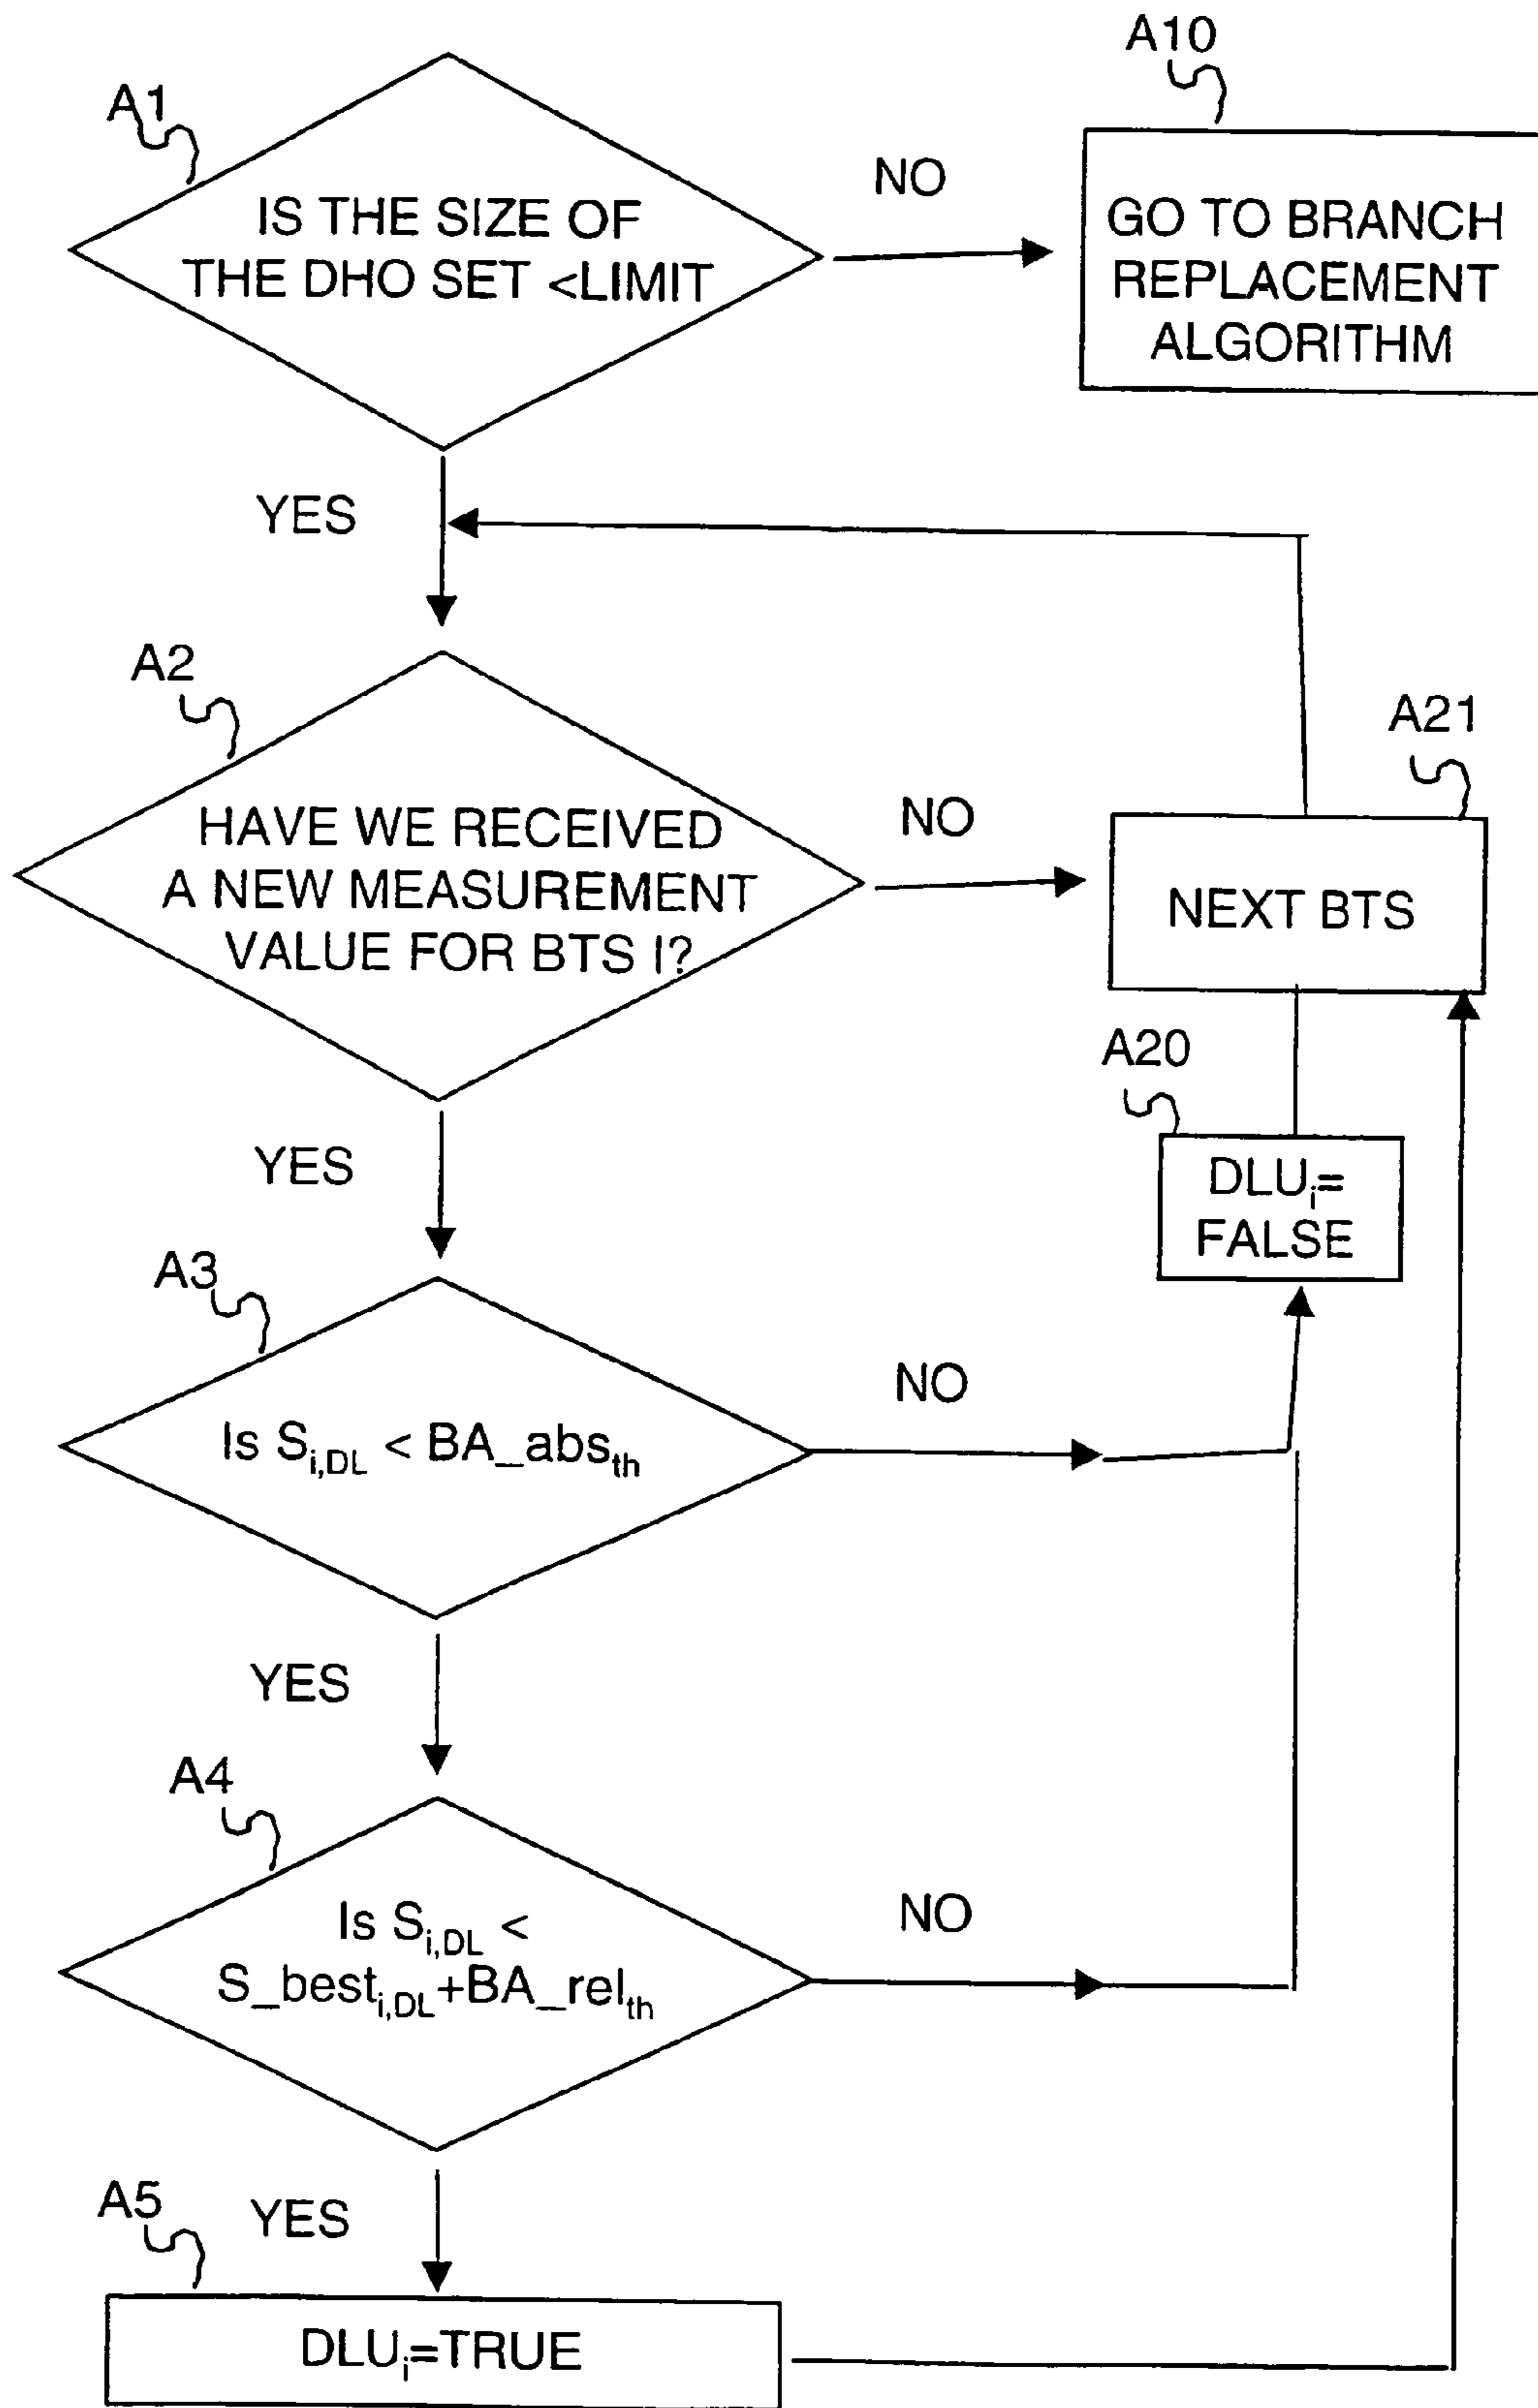 A1
IS THE SIZE OF
THE DHO SET <LIMIT
NO
A10
GO TO BRANCH
REPLACEMENT
ALGORITHM
YES
A2
HAVE WE RECEIVED
A NEW MEASUREMENT
VALUE FOR BTS I?
NO
A21
NEXT BTS
YES
A20
DLUi=
FALSE
A3
Is Si,DL < BA_absth
NO
YES
A4
Is Si,DL <
S_besti,DL+BA_relth
NO
YES
A5
DLUi=TRUE